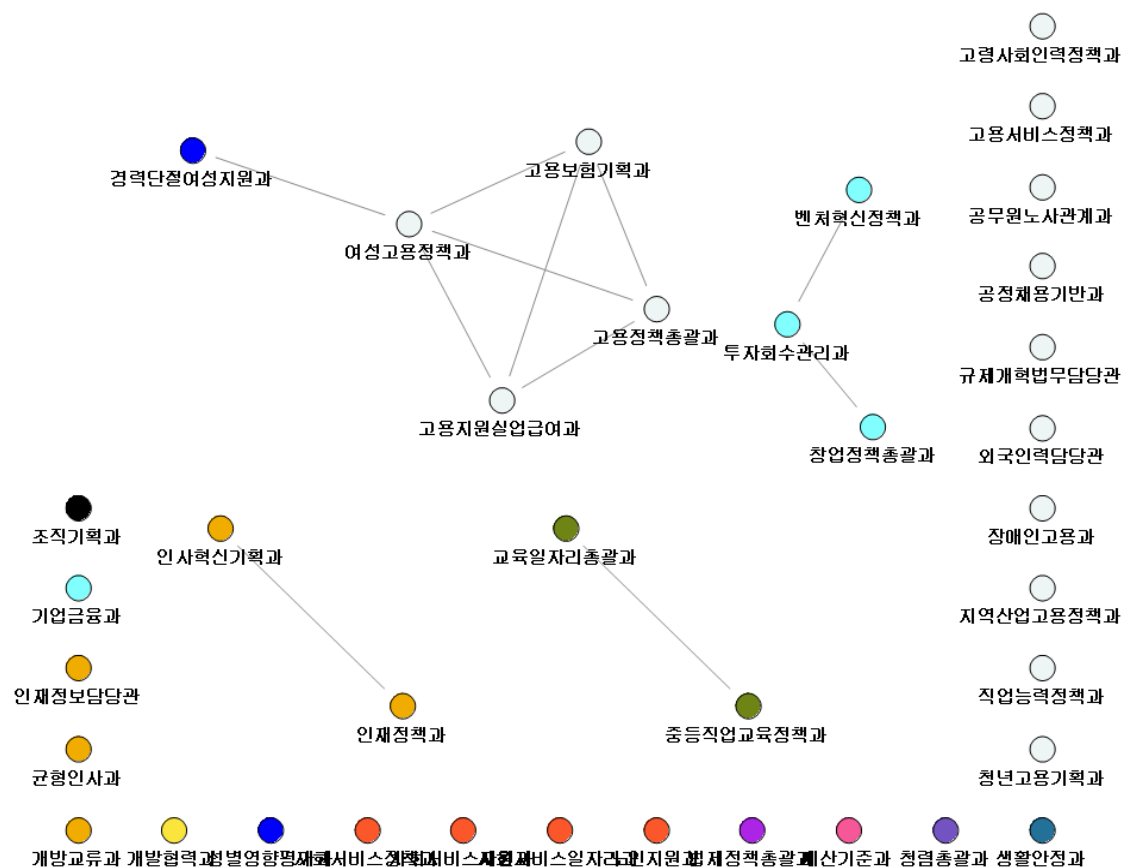 고령사회인력정책과
고용서비스정책과
고용보험기획과
경력단절여성지원과
공무원노사관계과
벤처혁신정책과
여성고용정책과
공정채용기반과
고용정책총괄과
투자회수관리과
규제개혁법무담당관
고용지원실업급여과
창업정책총괄과
외국인력담당관
조직기획과
인사혁신기획과
교육일자리총괄과
장애인고용과
기업금융과
지역산업고용정책과
인재정보담당관
직업능력정책과
인재정책과
중등직업교육정책과
균형인사과
청년고용기획과
개방교류과
개발협력과
청렴총괄과
생활안정과